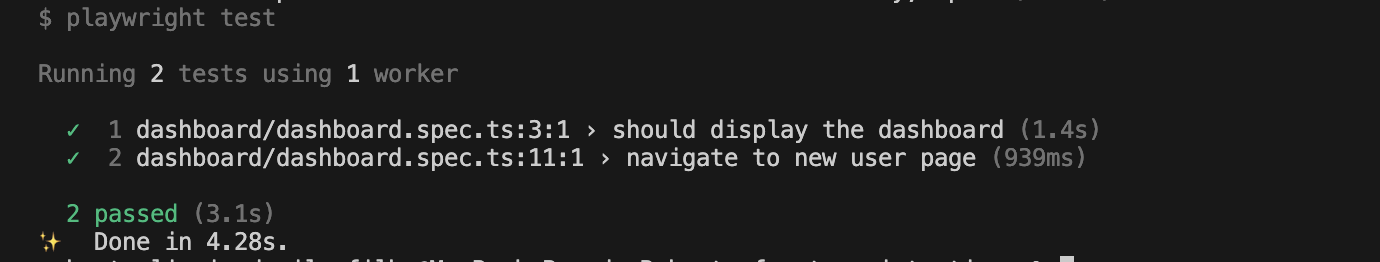 $ playwright test
Running 2 tests using 1 worker
✓ 1 dashboard/dashboard.spec.ts:3:1 › should display the dashboard (1.4s)
✓ 2 dashboard/dashboard.spec.ts:11:1 › navigate to new user page (939ms)
2 passed (3.1s)
✨ Done in 4.28s.